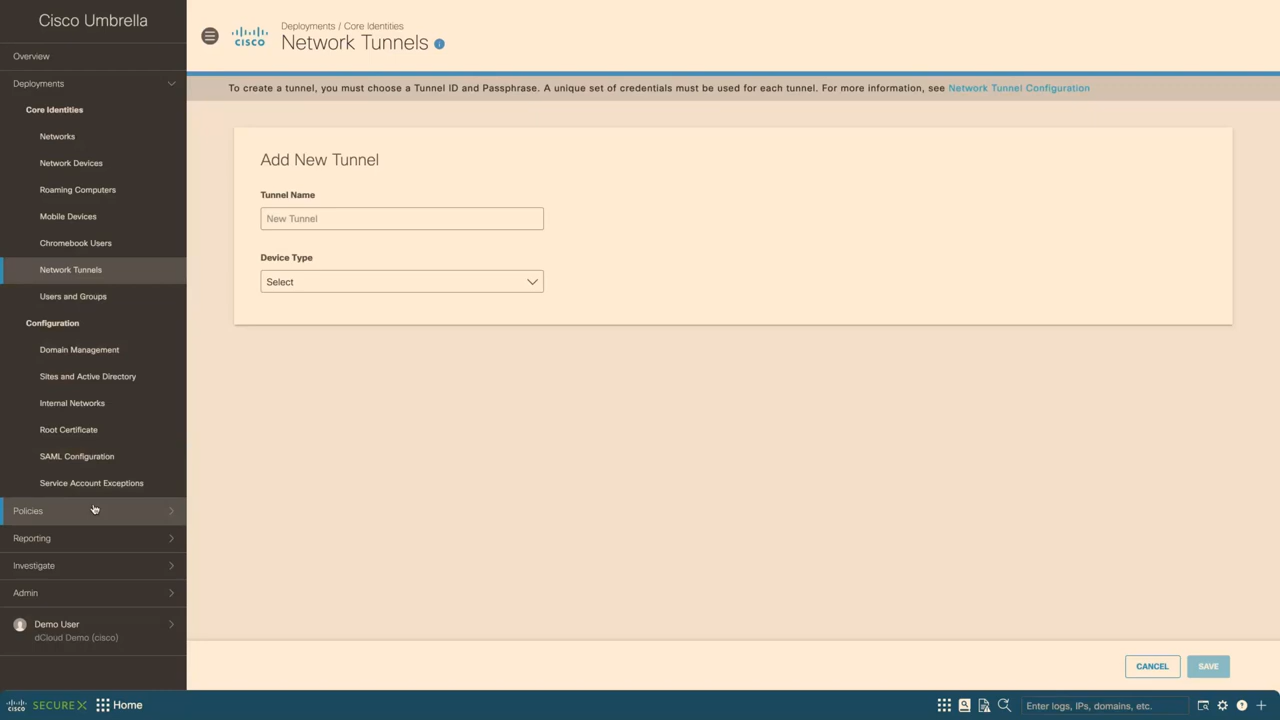 Cisco Umbrella
Overview
Deployments
Core Identities
Networks
Network Devices
Roaming Computers
Mobile Devices
Chromebook Users
Network Tunnels
Users and Groups
Configuration
Domain Management
Sites and Active Directory
Internal Networks
Root Certificate
SAML Configuration
Service Account Exceptions
Policies
Reporting
Investigate
Admin
Demo User
dCloud Demo (cisco)
CISCO
Deployments / Core Identities
Network Tunnels
To create a tunnel, you must choose a Tunnel ID and Passphrase. A unique set of credentials must be used for each tunnel. For more information, see Network Tunnel Configuration
Add New Tunnel
Tunnel Name
New Tunnel
Device Type
Select
CANCEL
SAVE
CISCO
SECUREX
Home
Enter logs, IPs, domains, etc.